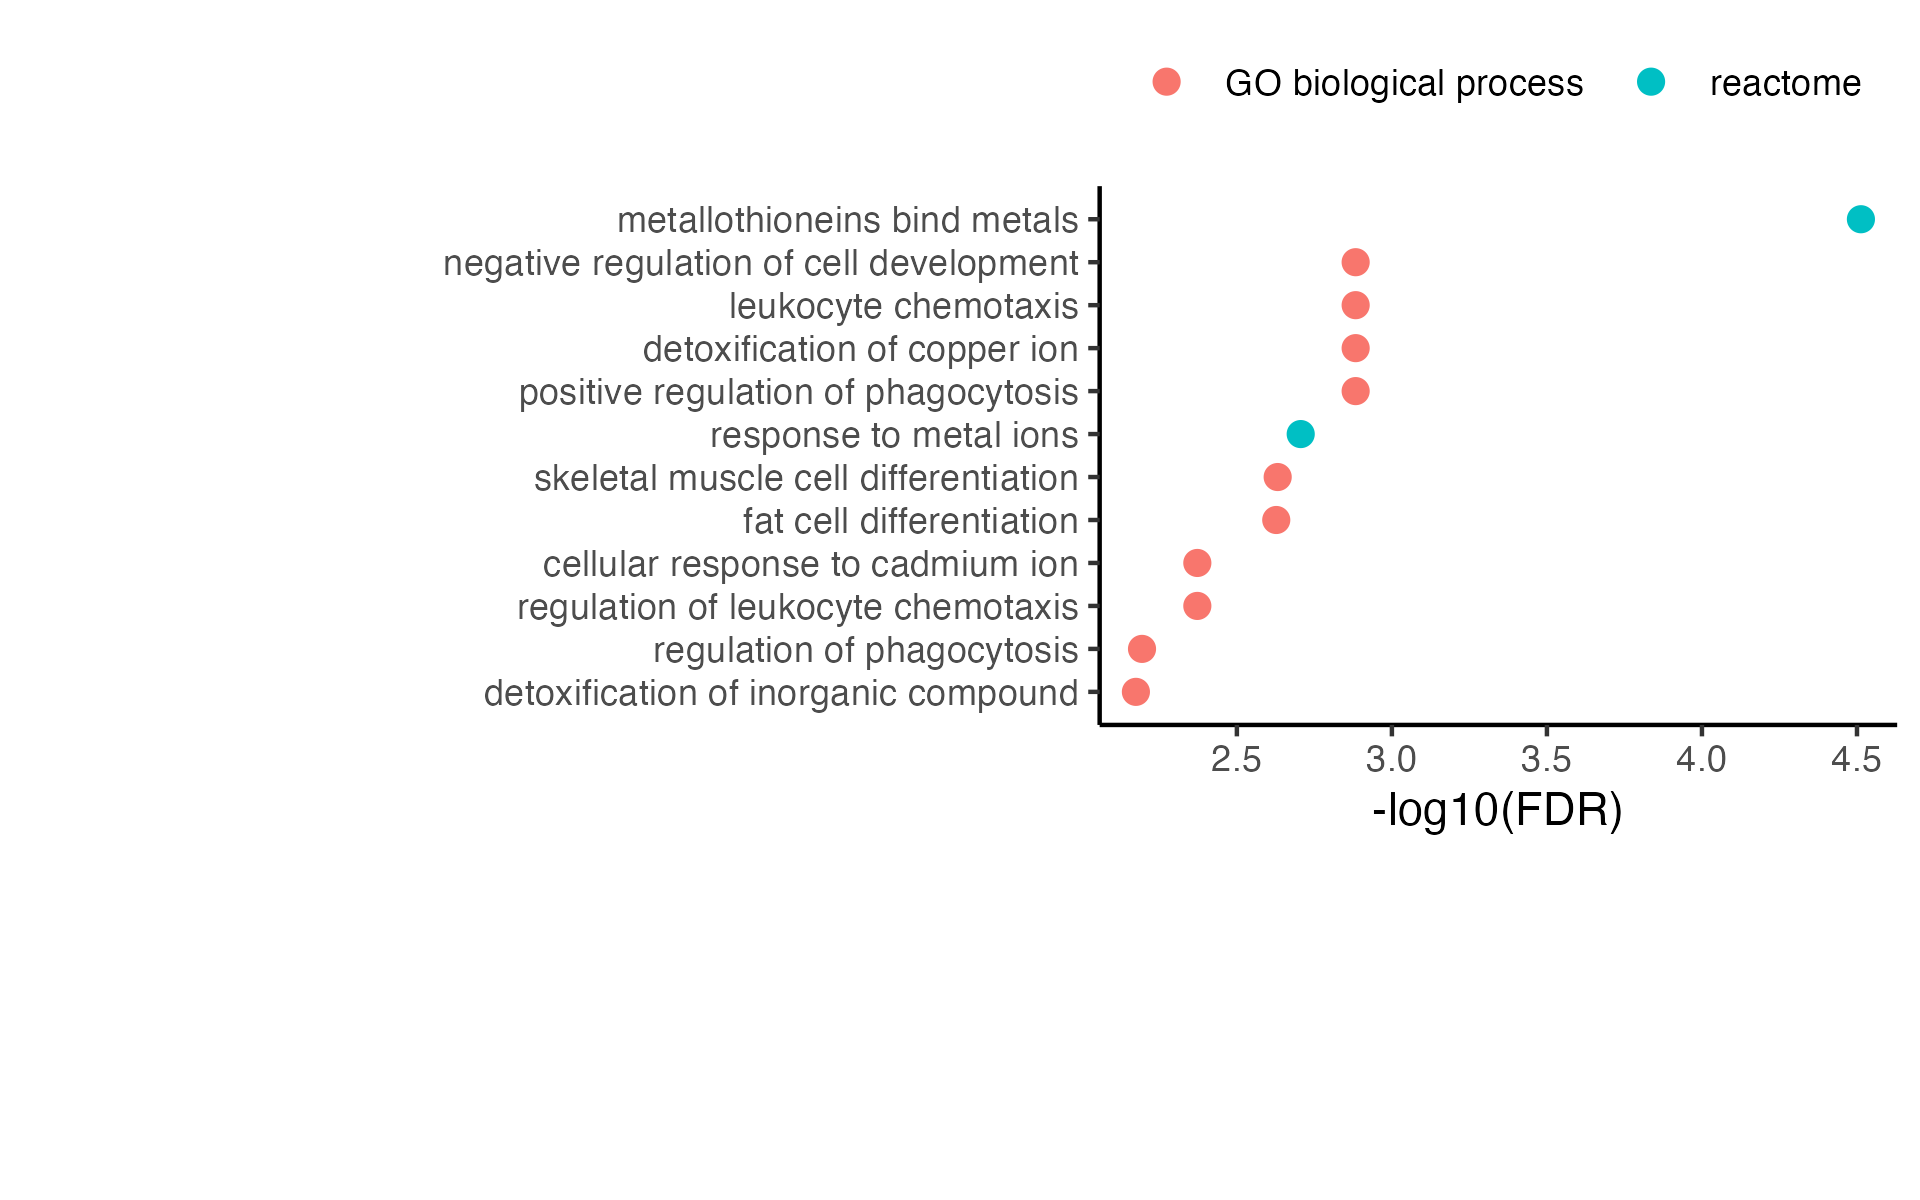 GO biological process reactome
metallothioneins bind metals
negative regulation of cell development
leukocyte chemotaxis
detoxification of copper ion
positive regulation of phagocytosis
response to metal ions
skeletal muscle cell differentiation
fat cell differentiation
cellular response to cadmium ion
regulation of leukocyte chemotaxis
regulation of phagocytosis
detoxification of inorganic compound
2.5 3.0 3.5 4.0 4.5
-log10(FDR)